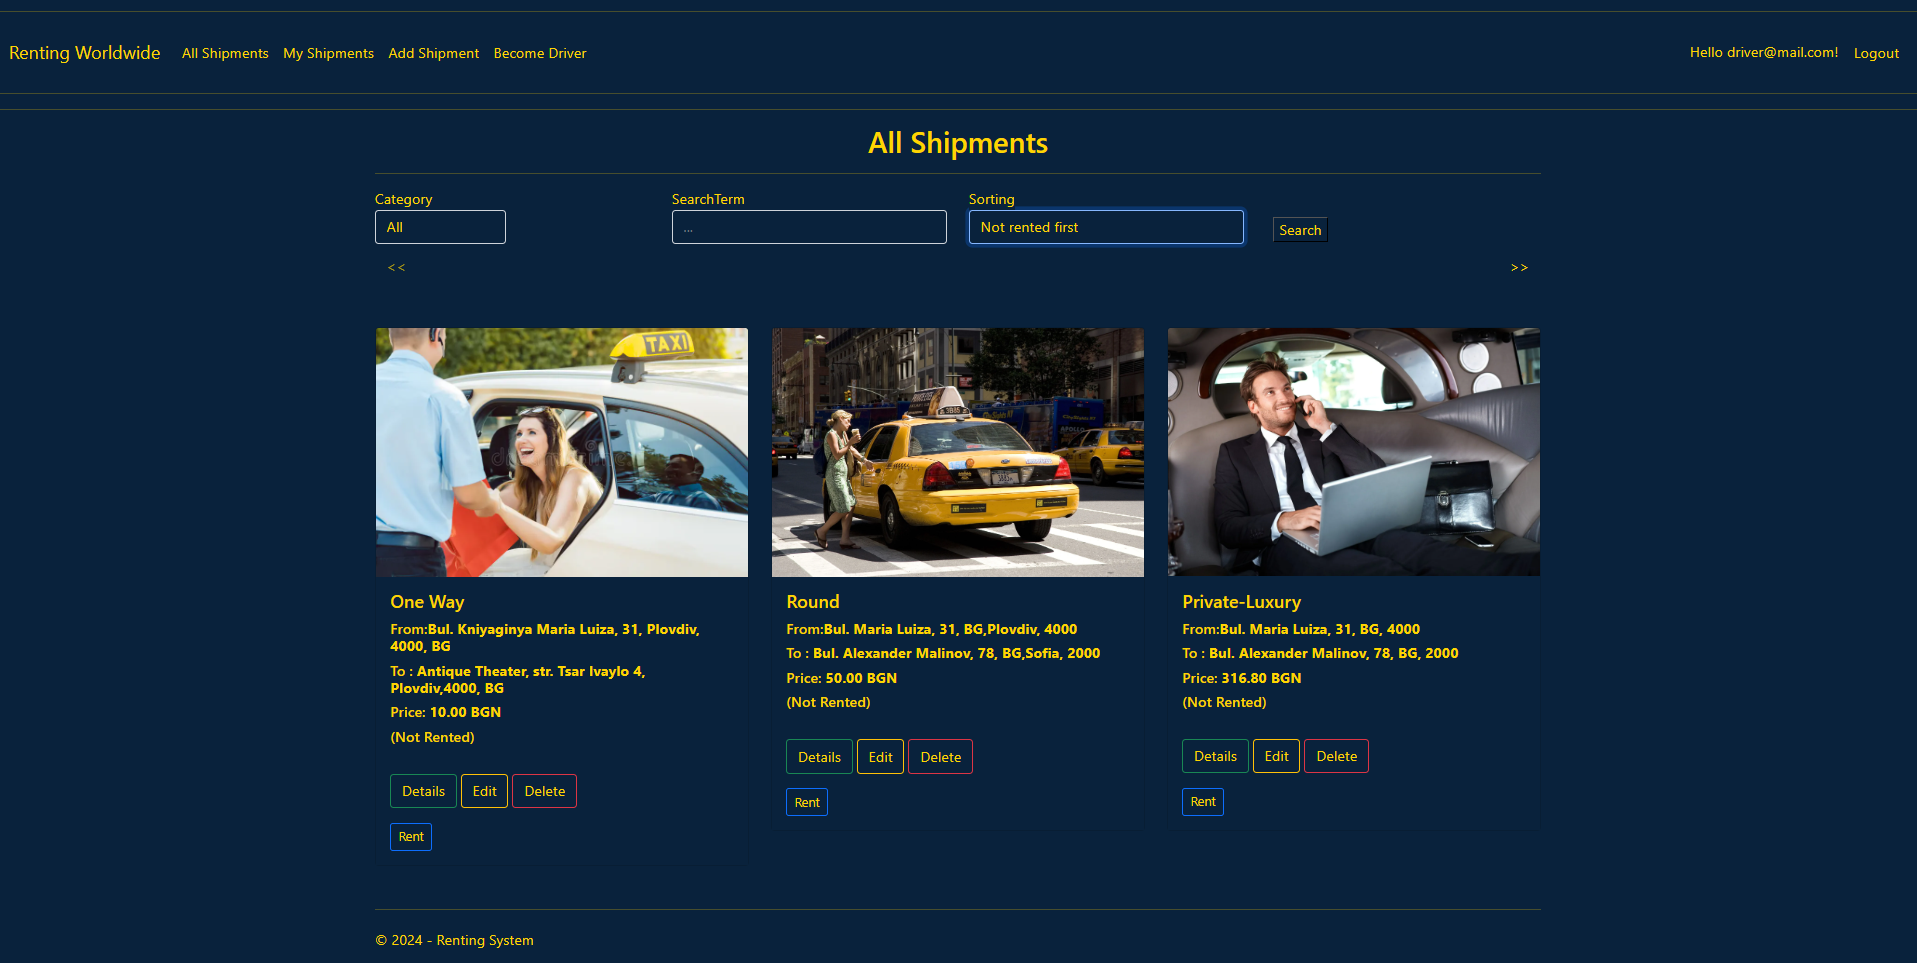 Renting Worldwide All Shipments My Shipments Add Shipment Become Driver Hello driver@mail.com! Logout
All Shipments
Category SearchTerm Sorting
All ... Not rented first Search
<< >>
TAXI
3B85
One Way
From:Bul. Kniyaginya Maria Luiza, 31, Plovdiv,
4000, BG
To : Antique Theater, str. Tsar Ivaylo 4,
Plovdiv,4000, BG
Price: 10.00 BGN
(Not Rented)
Details Edit Delete
Rent
Round
From:Bul. Maria Luiza, 31, BG,Plovdiv, 4000
To : Bul. Alexander Malinov, 78, BG,Sofia, 2000
Price: 50.00 BGN
(Not Rented)
Details Edit Delete
Rent
Private-Luxury
From:Bul. Maria Luiza, 31, BG, 4000
To : Bul. Alexander Malinov, 78, BG, 2000
Price: 316.80 BGN
(Not Rented)
Details Edit Delete
Rent
© 2024 - Renting System